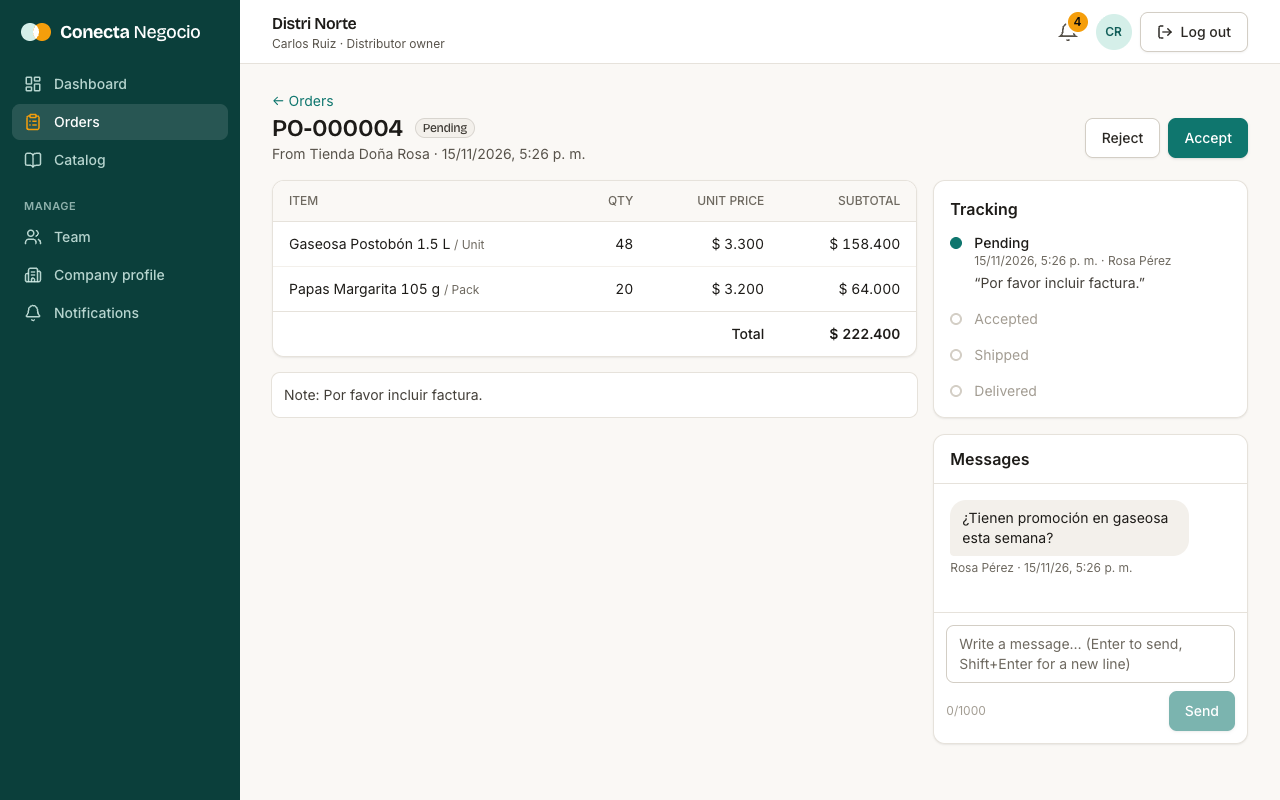 Conecta Negocio
Dashboard
Orders
Catalog
MANAGE
Team
Company profile
Notifications
Distri Norte
Carlos Ruiz · Distributor owner
4
CR
Log out
← Orders
PO-000004 Pending
From Tienda Doña Rosa · 15/11/2026, 5:26 p. m.
Reject
Accept
ITEM QTY UNIT PRICE SUBTOTAL
Gaseosa Postobón 1.5 L / Unit 48 $ 3.300 $ 158.400
Papas Margarita 105 g / Pack 20 $ 3.200 $ 64.000
Total $ 222.400
Note: Por favor incluir factura.
Tracking
Pending
15/11/2026, 5:26 p. m. · Rosa Pérez
“Por favor incluir factura.”
Accepted
Shipped
Delivered
Messages
¿Tienen promoción en gaseosa
esta semana?
Rosa Pérez · 15/11/26, 5:26 p. m.
Write a message... (Enter to send,
Shift+Enter for a new line)
0/1000
Send